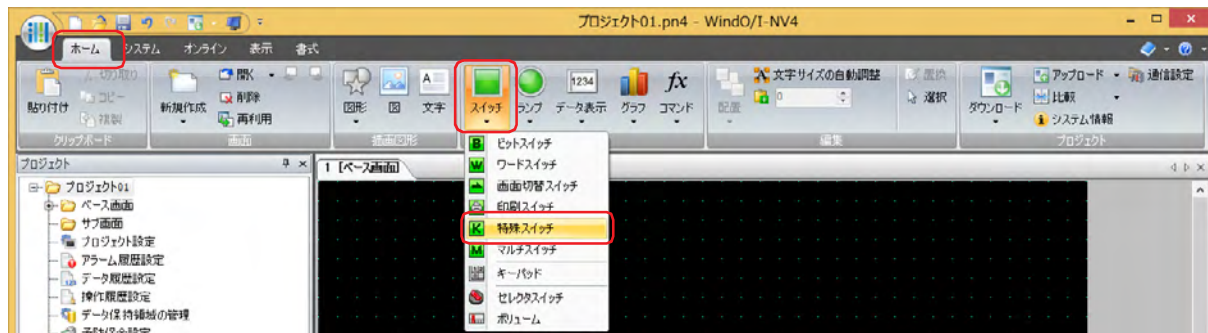 プロジェクト01.pn4 - WindO/I-NV4
ホーム システム オンライン 表示 書式
貼り付け 切り取り コピー 複製
新規作成 開く 削除 再利用
図形 図 文字
スイッチ ランプ データ表示 グラフ コマンド
配置 文字サイズの自動調整 0 置換 選択
ダウンロード アップロード 比較 システム情報 通信設定
クリップボード 画面 描画図形 編集 プロジェクト
ビットスイッチ
ワードスイッチ
画面切替スイッチ
印刷スイッチ
特殊スイッチ
マルチスイッチ
キーパッド
セレクタスイッチ
ボリューム
プロジェクト
1 [ベース画面]
プロジェクト01
ベース画面
サブ画面
プロジェクト設定
アラーム履歴設定
データ履歴設定
操作履歴設定
データ保持領域の管理
予防保全設定